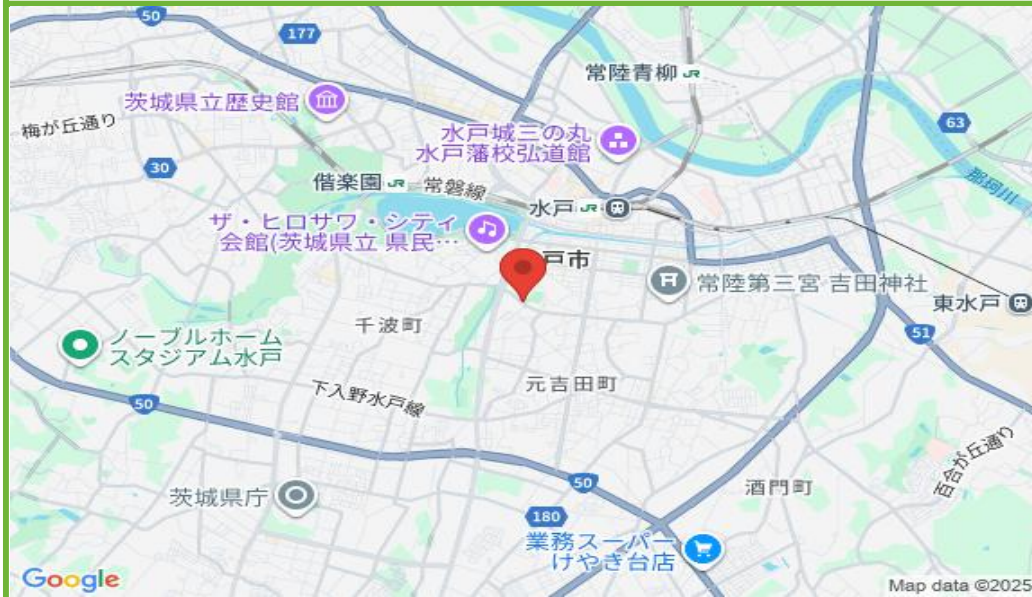 50
177
常陸青柳 JR
茨城県立歴史館
梅が丘通り
水戸城三の丸
水戸藩校弘道館
63
30
偕楽園 JR
常磐線
那珂川
水戸 JR
ザ・ヒロサワ・シティ
会館(茨城県立 県民…
戸市
常陸第三宮 吉田神社
東水戸
千波町
51
ノーブルホーム
スタジアム水戸
元吉田町
下入野水戸線
50
百合が丘通り
50
酒門町
茨城県庁
180
業務スーパー
けやき台店
Google
Map data ©2025